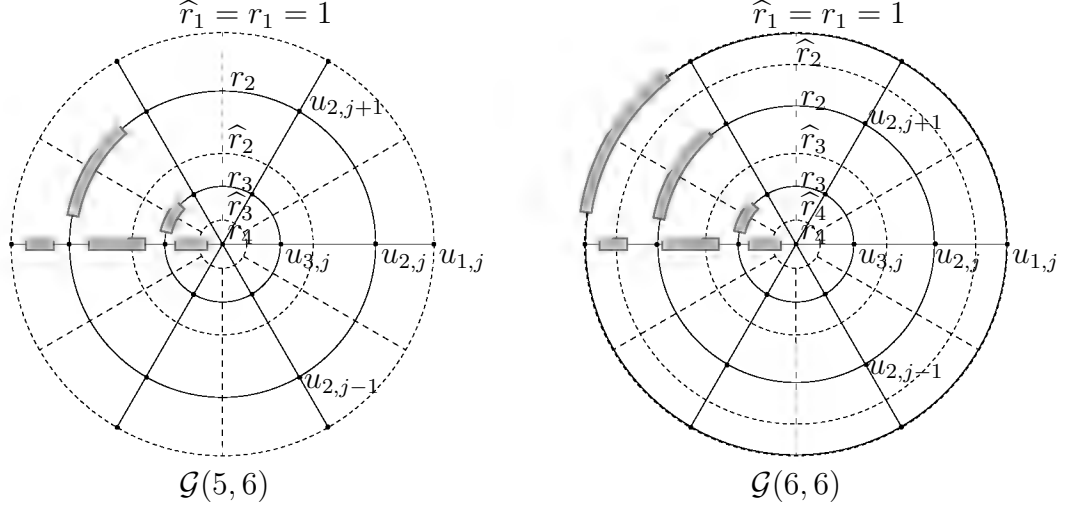 r̂₁ = r₁ = 1
r₂
u₂,ⱼ₊₁
r̂₂
r₃
r̂₃
r₄
u₃,ⱼ
u₂,ⱼ
u₁,ⱼ
u₂,ⱼ₋₁
𝒢(5, 6)
r̂₁ = r₁ = 1
r̂₂
r₂
u₂,ⱼ₊₁
r̂₃
r₃
r̂₄
r₄
u₃,ⱼ
u₂,ⱼ
u₁,ⱼ
u₂,ⱼ₋₁
𝒢(6, 6)